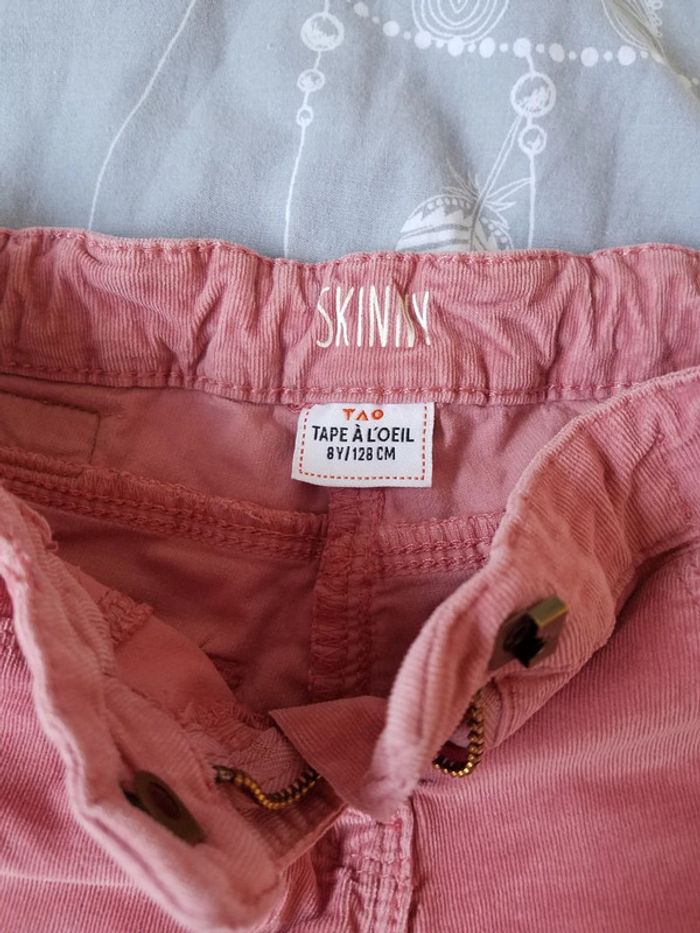 SKINNY
TAO
TAPE À L'OEIL
8Y/128 CM